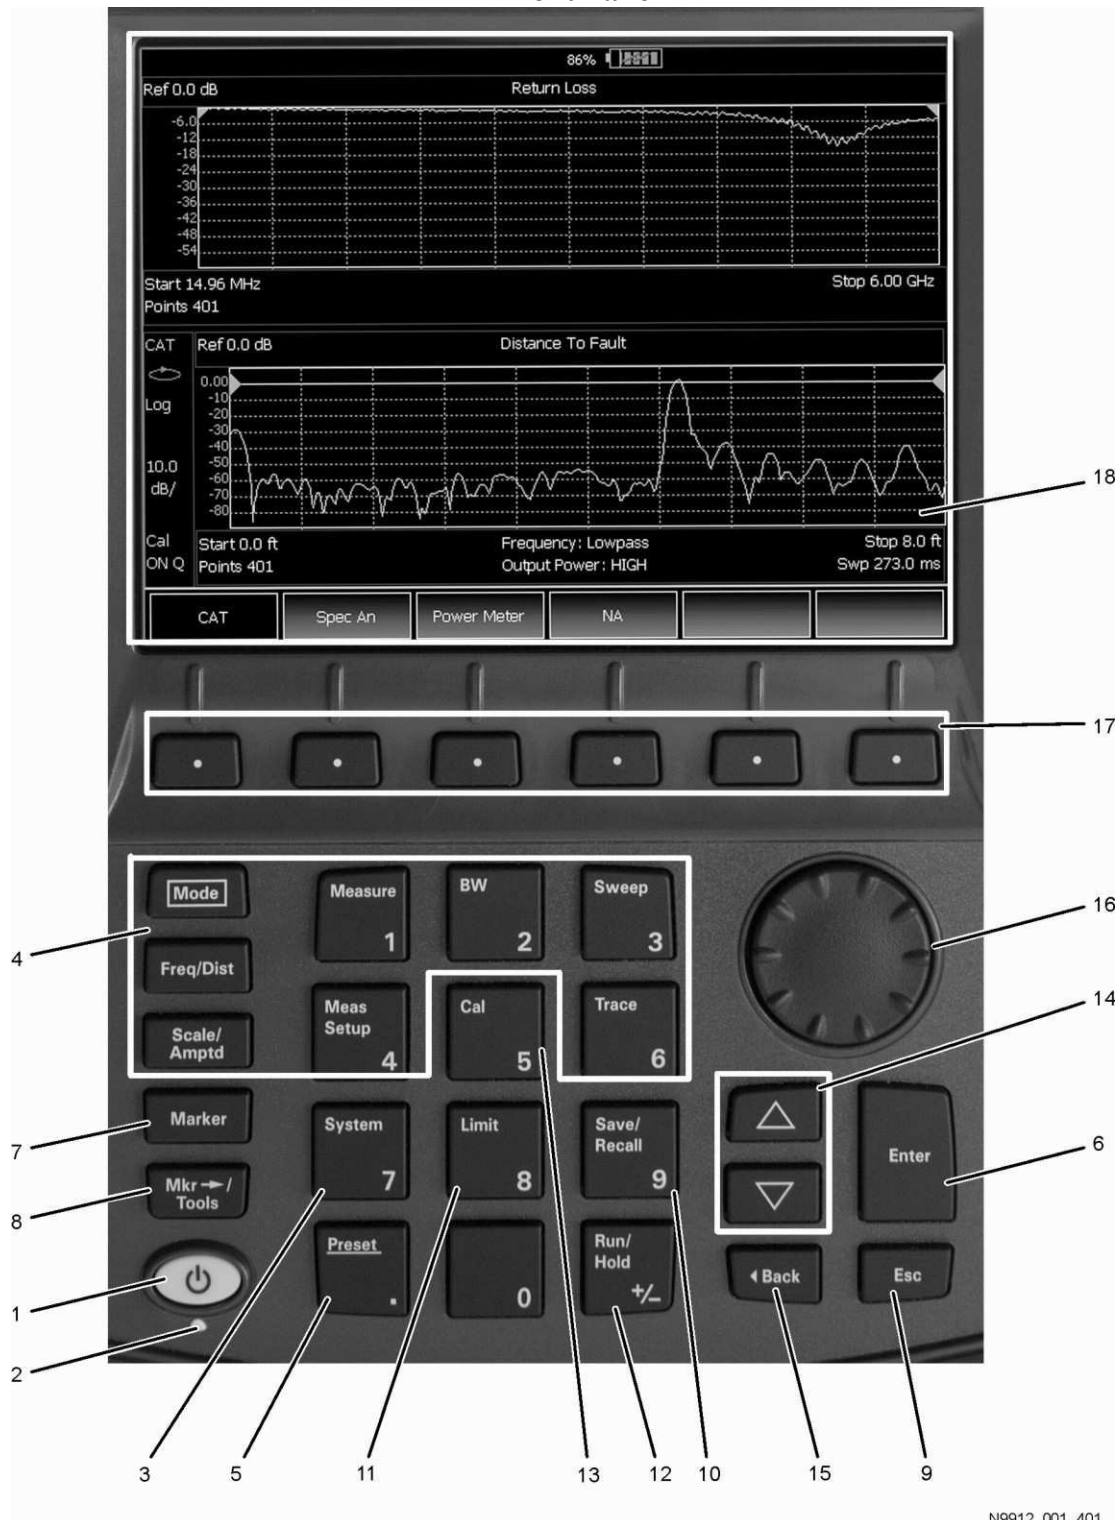 86%
Ref 0.0 dB
Return Loss
-6.0
-12
-18
-24
-30
-36
-42
-48
-54
Start 14.96 MHz
Stop 6.00 GHz
Points 401
CAT
Ref 0.0 dB
Distance To Fault
Log
10.0
dB/
Cal
ON Q
0.00
-10
-20
-30
-40
-50
-60
-70
-80
Start 0.0 ft
Frequency: Lowpass
Stop 8.0 ft
Points 401
Output Power: HIGH
Swp 273.0 ms
CAT
Spec An
Power Meter
NA
18
17
Mode
Measure
1
BW
2
Sweep
3
16
4
Freq/Dist
Meas
Setup
4
Cal
5
Trace
6
14
Scale/
Amptd
Marker
System
7
Limit
8
Save/
Recall
9
Enter
6
7
Mkr→/
Tools
8
Preset
.
0
Run/
Hold
+/-
Back
Esc
1
2
3
5
11
13
12
10
15
9
N9912_001_401